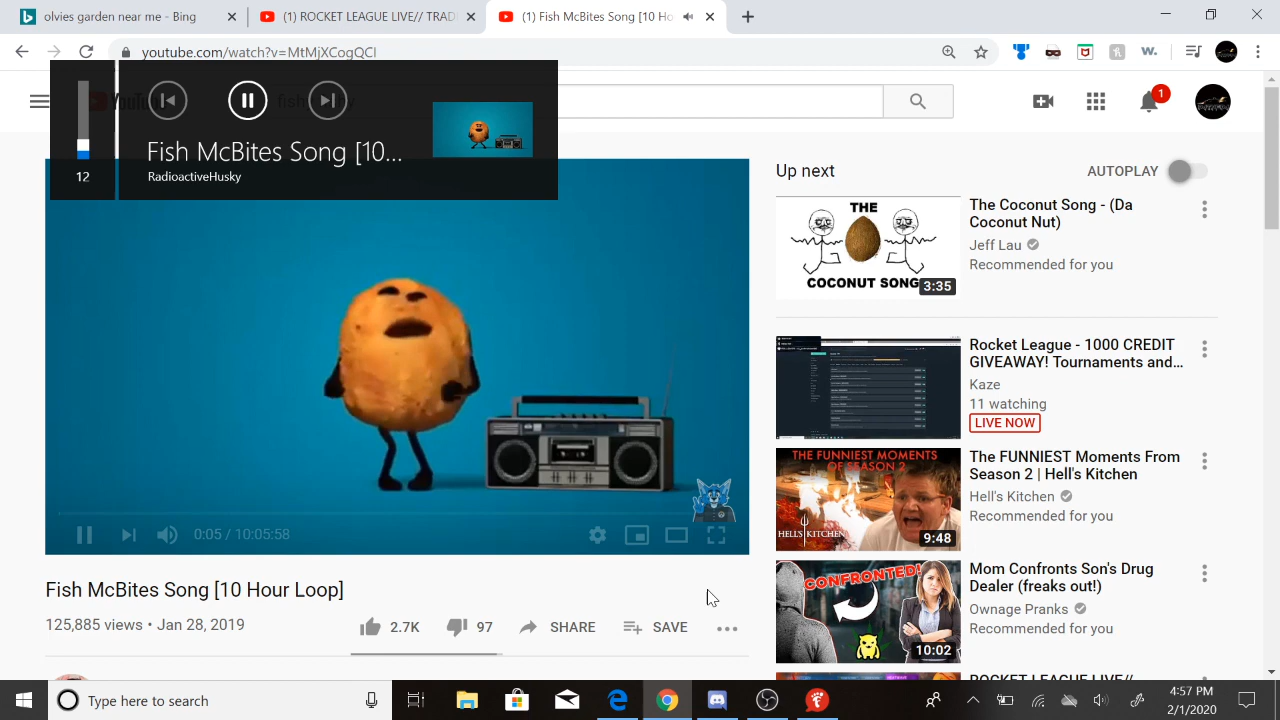 olvies garden near me - Bing
(1) ROCKET LEAGUE LIVE// TRAD
(1) Fish McBites Song [10 Ho
youtube.com/watch?v=MtMjXCogQCI
w.
Fish McBites Song [10...
RadioactiveHusky
12
1
0:05 / 10:05:58
Fish McBites Song [10 Hour Loop]
125,885 views • Jan 28, 2019
2.7K
97
SHARE
SAVE
Up next
AUTOPLAY
THE
COCONUT SONG
3:35
The Coconut Song - (Da
Coconut Nut)
Jeff Lau
Recommended for you
Rocket League - 1000 CREDIT
GIVEAWAY! Tournaments and...
Kaze
11 watching
LIVE NOW
THE FUNNIEST MOMENTS
OF SEASON 2
HELL'S KITCHEN
9:48
The FUNNIEST Moments From
Season 2 | Hell's Kitchen
Hell's Kitchen
Recommended for you
CONFRONTED!
10:02
Mom Confronts Son's Drug
Dealer (freaks out!)
Ownage Pranks
Recommended for you
ROCKET LEAGUE LIVE//
Type here to search
4:57 PM
2/1/2020